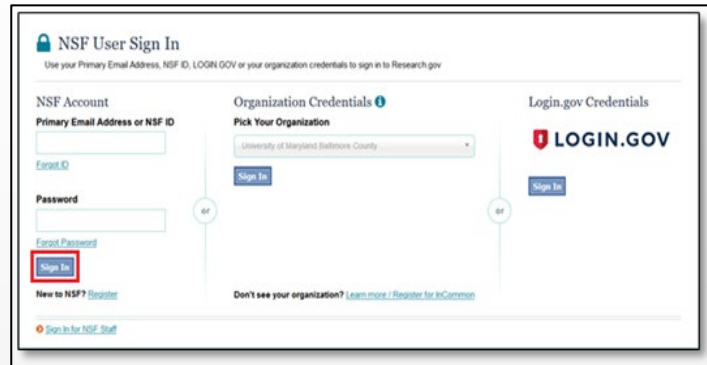 NSF User Sign In
Use your Primary Email Address, NSF ID, LOGIN.GOV or your organization credentials to sign in to Research.gov
NSF Account
Primary Email Address or NSF ID
Forgot ID
Password
Forgot Password
Sign In
New to NSF? Register
or
Organization Credentials
Pick Your Organization
University of Maryland Baltimore County
Sign In
Don't see your organization? Learn more / Register for InCommon
or
Login.gov Credentials
LOGIN.GOV
Sign In
Sign In for NSF Staff